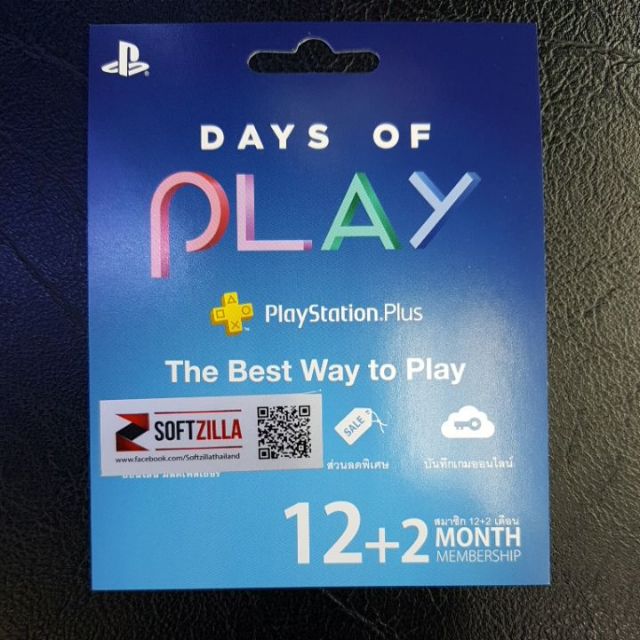 DAYS OF
PLAY
PlayStation.Plus
The Best Way to Play
SOFTZILLA
www.facebook.com/Softzillathailand
SALE
ส่วนลดพิเศษ
บันทึกเกมออนไลน์
12+2
สมาชิก 12+2 เดือน
MONTH
MEMBERSHIP